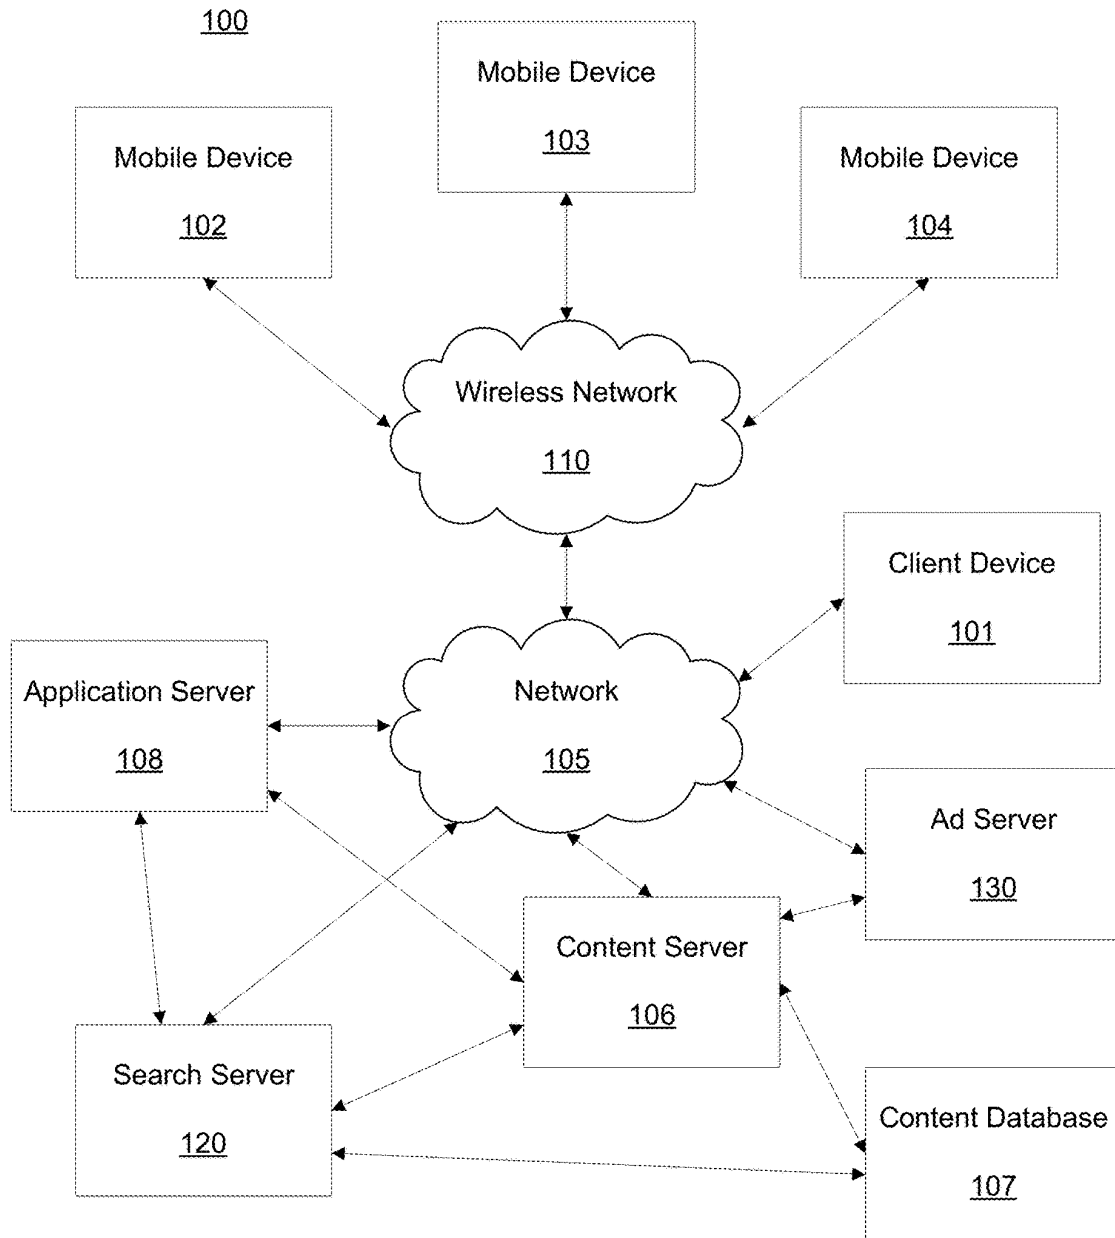 100
Mobile Device
103
Mobile Device
102
Mobile Device
104
Wireless Network
110
Client Device
101
Network
105
Application Server
108
Ad Server
130
Content Server
106
Search Server
120
Content Database
107